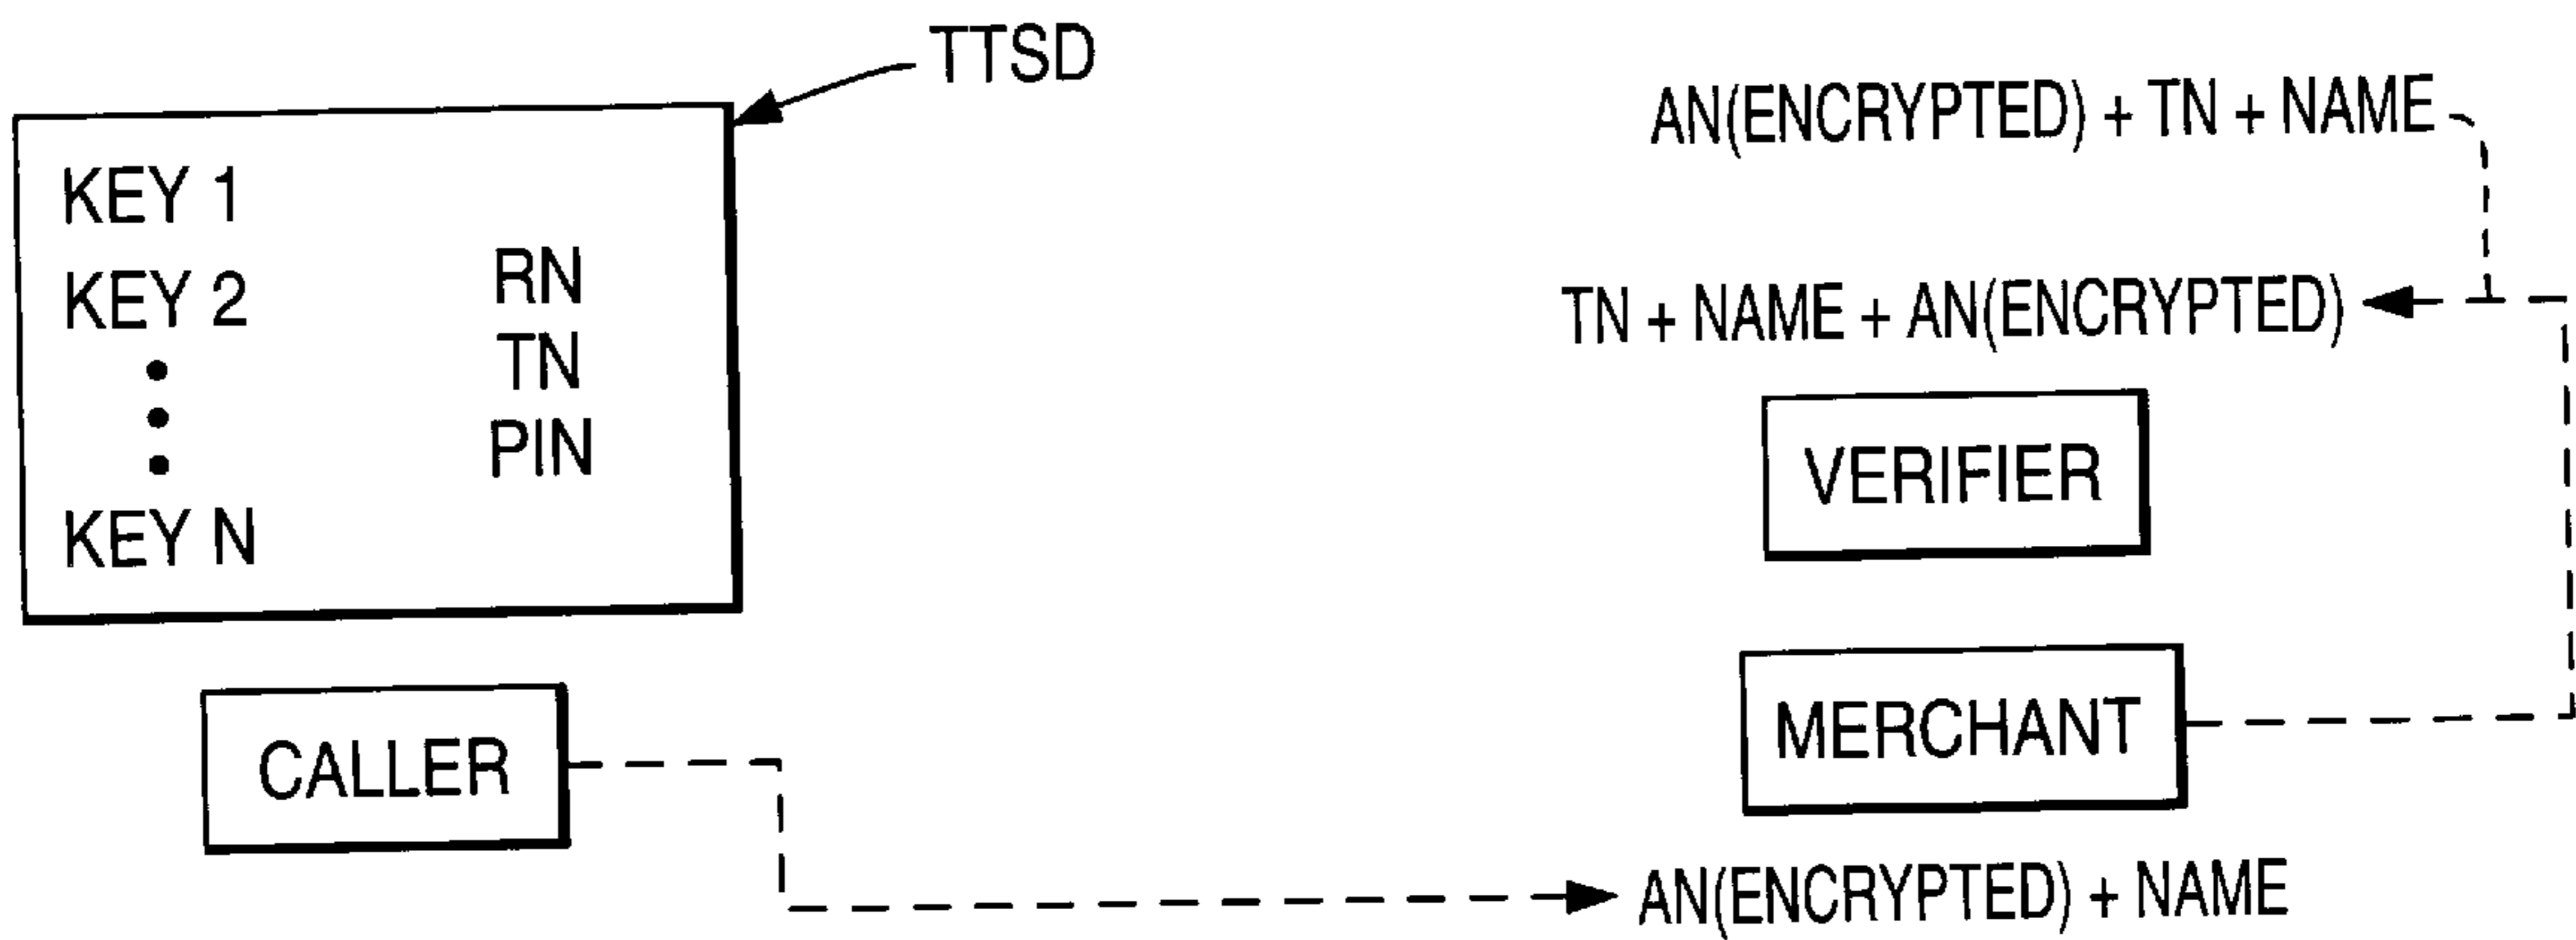 TTSD
KEY 1
KEY 2
KEY N
RN
TN
PIN
CALLER
AN(ENCRYPTED) + TN + NAME
TN + NAME + AN(ENCRYPTED)
VERIFIER
MERCHANT
AN(ENCRYPTED) + NAME